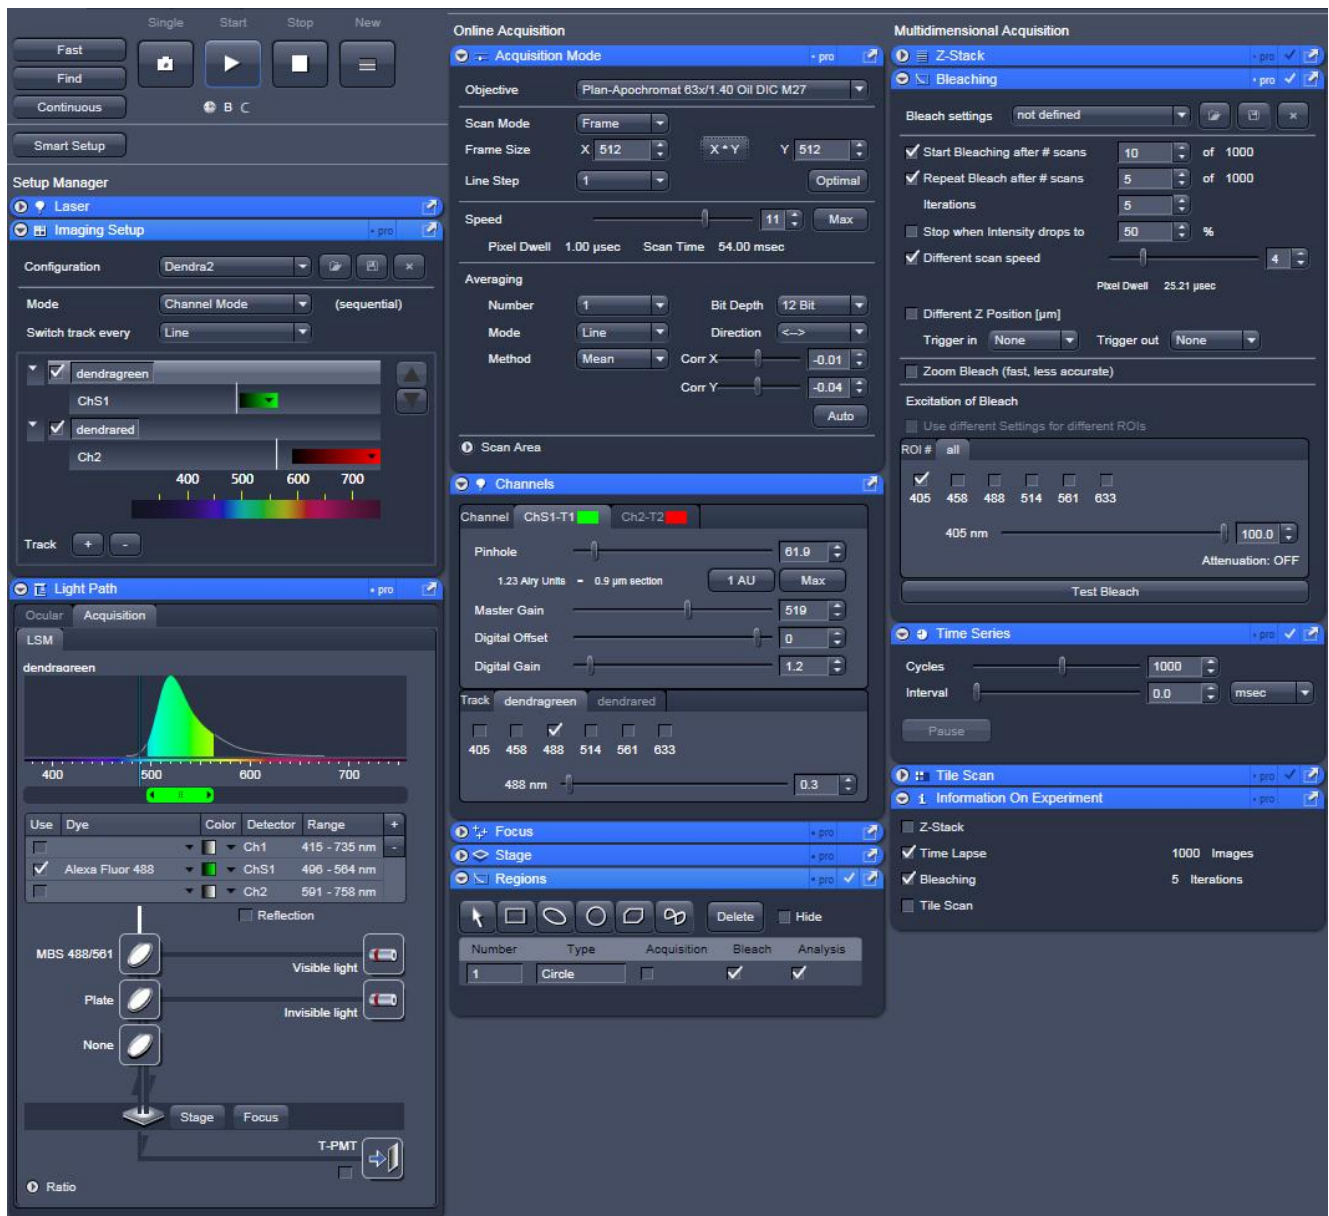 Single Start Stop New
Fast
Find
Continuous
B C
Smart Setup
Setup Manager
Laser
Imaging Setup • pro
Configuration Dendra2
Mode Channel Mode (sequential)
Switch track every Line
dendragreen
ChS1
dendrared
Ch2
400 500 600 700
Track + -
Light Path • pro
Ocular Acquisition
LSM
dendragreen
400 500 600 700
Use Dye Color Detector Range +
Ch1 415 - 735 nm -
Alexa Fluor 488 ChS1 496 - 564 nm
Ch2 591 - 758 nm
Reflection
MBS 488/561
Visible light
Plate
Invisible light
None
Stage Focus
T-PMT
Ratio
Online Acquisition
Acquisition Mode • pro
Objective Plan-Apochromat 63x/1.40 Oil DIC M27
Scan Mode Frame
Frame Size X 512 X * Y Y 512
Line Step 1 Optimal
Speed 11 Max
Pixel Dwell 1.00 µsec Scan Time 54.00 msec
Averaging
Number 1 Bit Depth 12 Bit
Mode Line Direction <-->
Method Mean Corr X -0.01
Corr Y -0.04
Auto
Scan Area
Channels
Channel ChS1-T1 Ch2-T2
Pinhole 61.9
1.23 Airy Units = 0.9 µm section 1 AU Max
Master Gain 519
Digital Offset 0
Digital Gain 1.2
Track dendragreen dendrared
405 458 488 514 561 633
488 nm 0.3
Focus • pro
Stage • pro
Regions • pro
Delete Hide
Number Type Acquisition Bleach Analysis
1 Circle
Multidimensional Acquisition
Z-Stack • pro
Bleaching • pro
Bleach settings not defined
Start Bleaching after # scans 10 of 1000
Repeat Bleach after # scans 5 of 1000
Iterations 5
Stop when Intensity drops to 50 %
Different scan speed 4
Pixel Dwell 25.21 µsec
Different Z Position [µm]
Trigger in None Trigger out None
Zoom Bleach (fast, less accurate)
Excitation of Bleach
Use different Settings for different ROIs
ROI # all
405 458 488 514 561 633
405 nm 100.0
Attenuation: OFF
Test Bleach
Time Series • pro
Cycles 1000
Interval 0.0 msec
Pause
Tile Scan • pro
Information On Experiment • pro
Z-Stack
Time Lapse 1000 Images
Bleaching 5 Iterations
Tile Scan